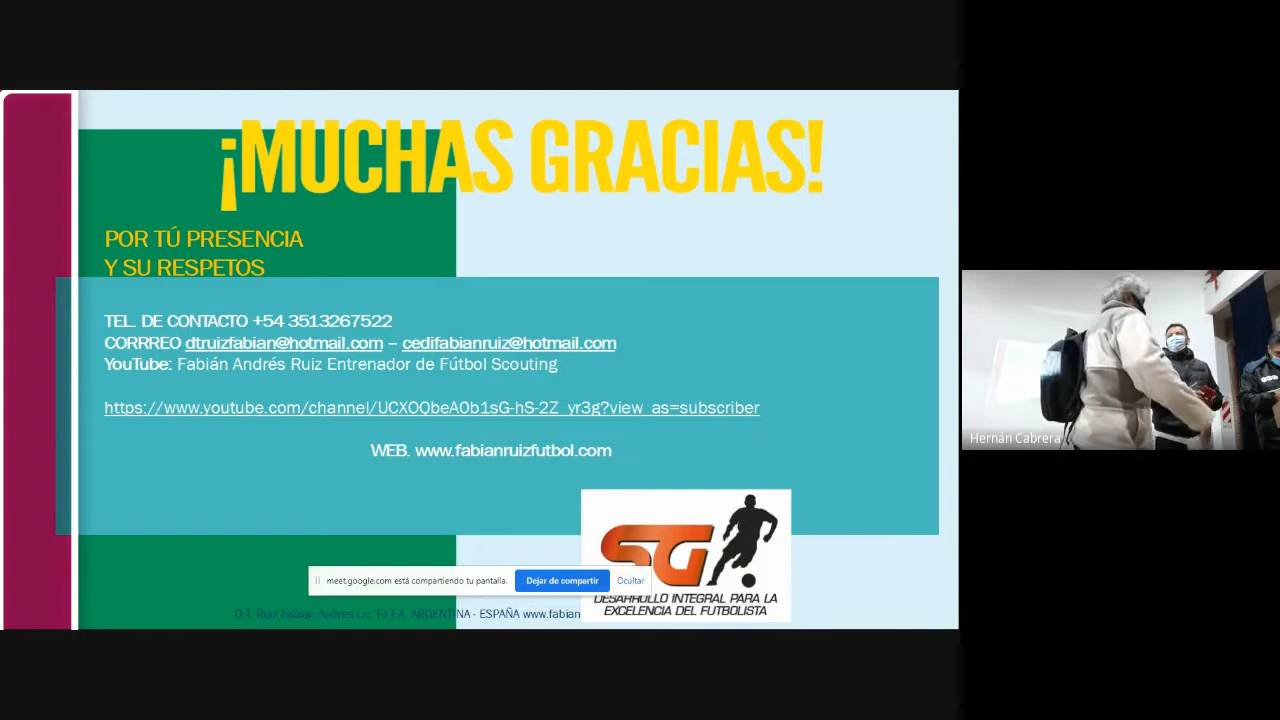 ¡MUCHAS GRACIAS!
POR TÚ PRESENCIA
Y SU RESPETOS
TEL. DE CONTACTO +54 3513267522
CORRREO dtruizfabian@hotmail.com – cedifabianruiz@hotmail.com
YouTube: Fabián Andrés Ruiz Entrenador de Fútbol Scouting
https://www.youtube.com/channel/UCXOQbeA0b1sG-hS-2Z_yr3g?view_as=subscriber
WEB. www.fabianruizfutbol.com
SG
DESARROLLO INTEGRAL PARA LA
EXCELENCIA DEL FUTBOLISTA
meet.google.com está compartiendo tu pantalla.
Dejar de compartir
Ocultar
D.T. Ruiz Fabian Andres Lic. F.I.F.A. ARGENTINA - ESPAÑA www.fabian
Hernán Cabrera